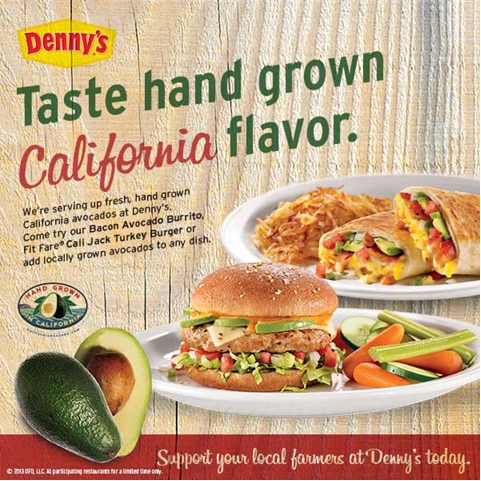 Denny's
Taste hand grown
California flavor.
We're serving up fresh, hand grown
California avocados at Denny's.
Come try our Bacon Avocado Burrito,
Fit Fare® Cali Jack Turkey Burger or
add locally grown avocados to any dish.
HAND GROWN
IN CALIFORNIA
Support your local farmers at Denny's today.
© 2013 DFO, LLC. At participating restaurants for a limited time only.